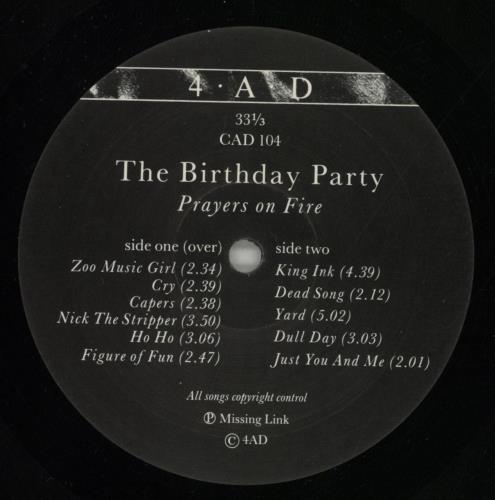 4·AD
33⅓
CAD 104
The Birthday Party
Prayers on Fire
side one (over)
Zoo Music Girl (2.34)
Cry (2.39)
Capers (2.38)
Nick The Stripper (3.50)
Ho Ho (3.06)
Figure of Fun (2.47)
side two
King Ink (4.39)
Dead Song (2.12)
Yard (5.02)
Dull Day (3.03)
Just You And Me (2.01)
All songs copyright control
Ⓟ Missing Link
© 4AD